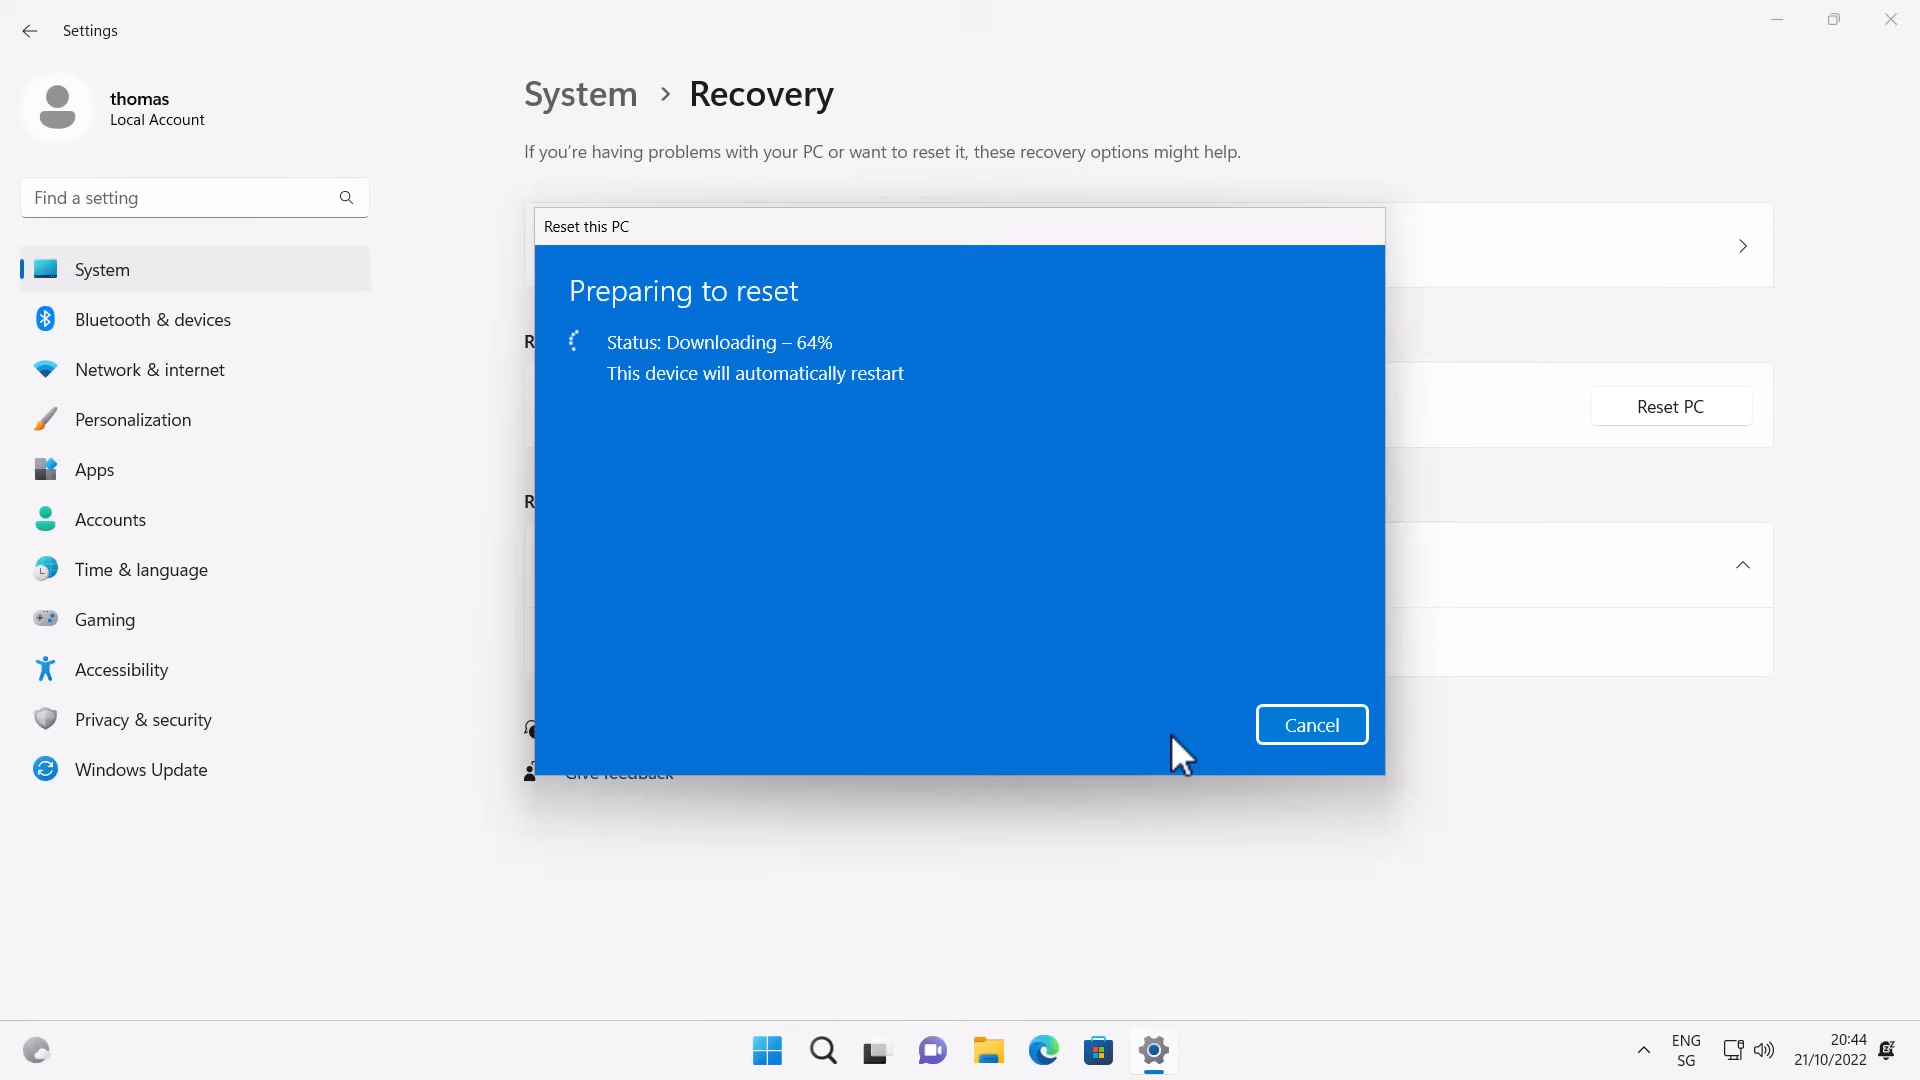 Settings
thomas
Local Account
Find a setting
System
Bluetooth & devices
Network & internet
Personalization
Apps
Accounts
Time & language
Gaming
Accessibility
Privacy & security
Windows Update
System › Recovery
If you're having problems with your PC or want to reset it, these recovery options might help.
Reset this PC
Preparing to reset
Status: Downloading – 64%
This device will automatically restart
Cancel
R
Reset PC
R
Give feedback
ENG
SG
20:44
21/10/2022